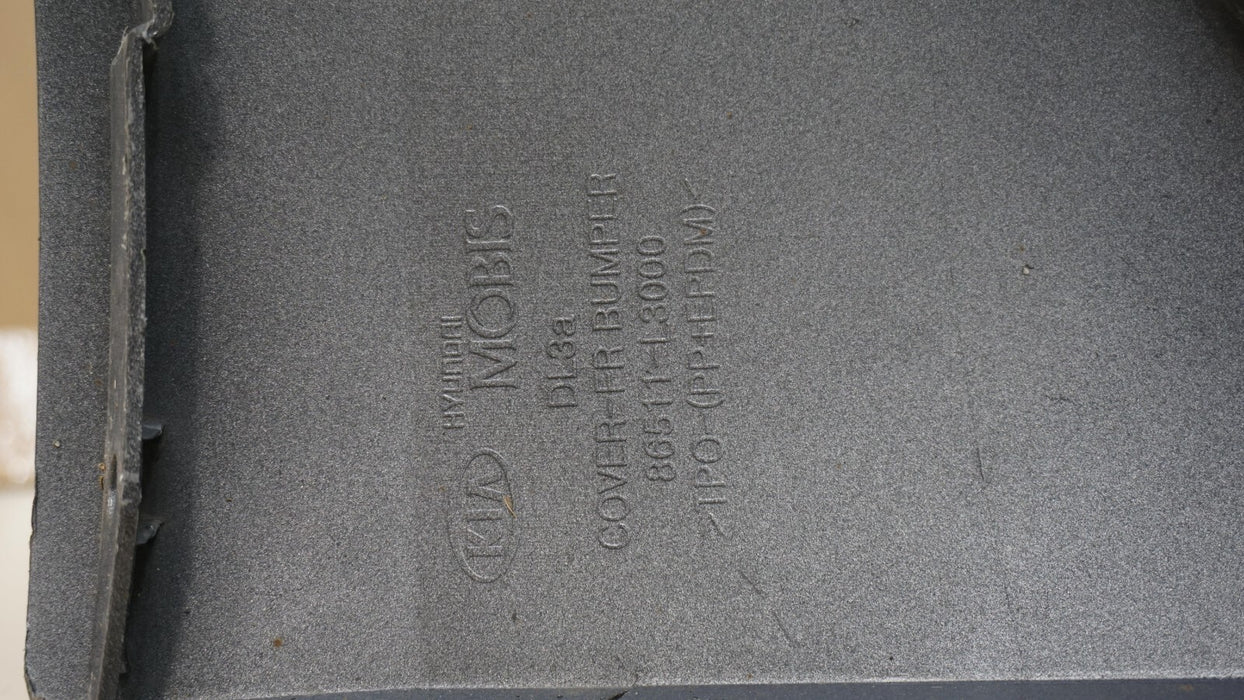 KIA HYUNDAI MOBIS
DL3a
COVER-FR BUMPER
86511-L3000
>TPO-(PP+EPDM)<